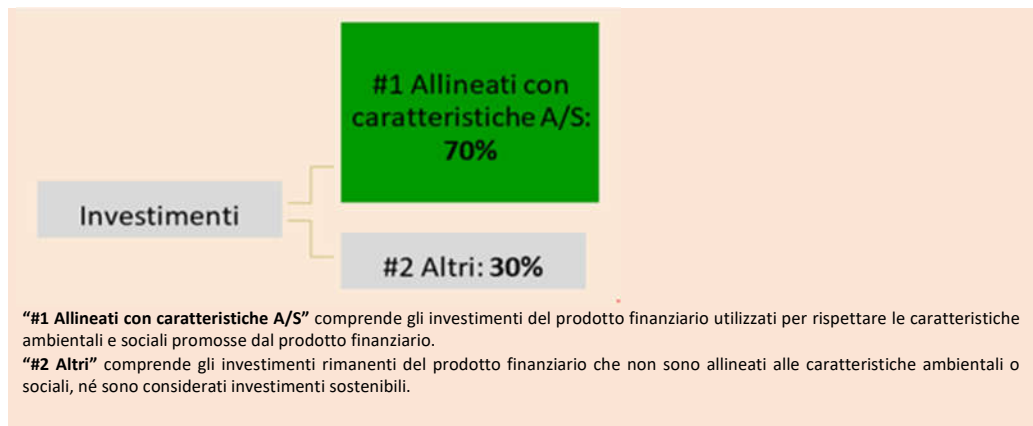 #1 Allineati con
caratteristiche A/S:
70%
Investimenti
#2 Altri: 30%
“#1 Allineati con caratteristiche A/S” comprende gli investimenti del prodotto finanziario utilizzati per rispettare le caratteristiche
ambientali e sociali promosse dal prodotto finanziario.
“#2 Altri” comprende gli investimenti rimanenti del prodotto finanziario che non sono allineati alle caratteristiche ambientali o
sociali, né sono considerati investimenti sostenibili.